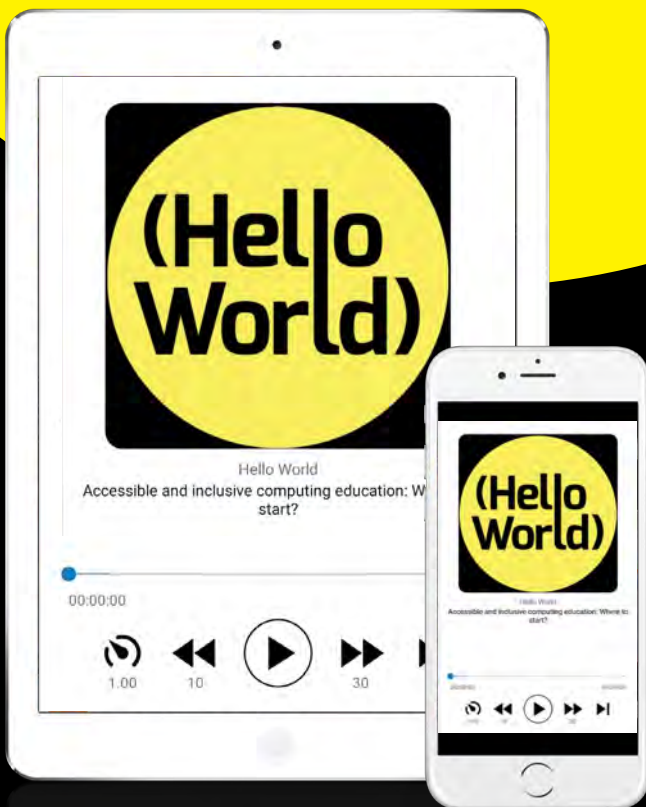 (Hello
World)
Hello World
Accessible and inclusive computing education: W
start?
00:00:00
1.00
10
30
(Hello
World)
Hello World
Accessible and inclusive computing education: Where to
start?